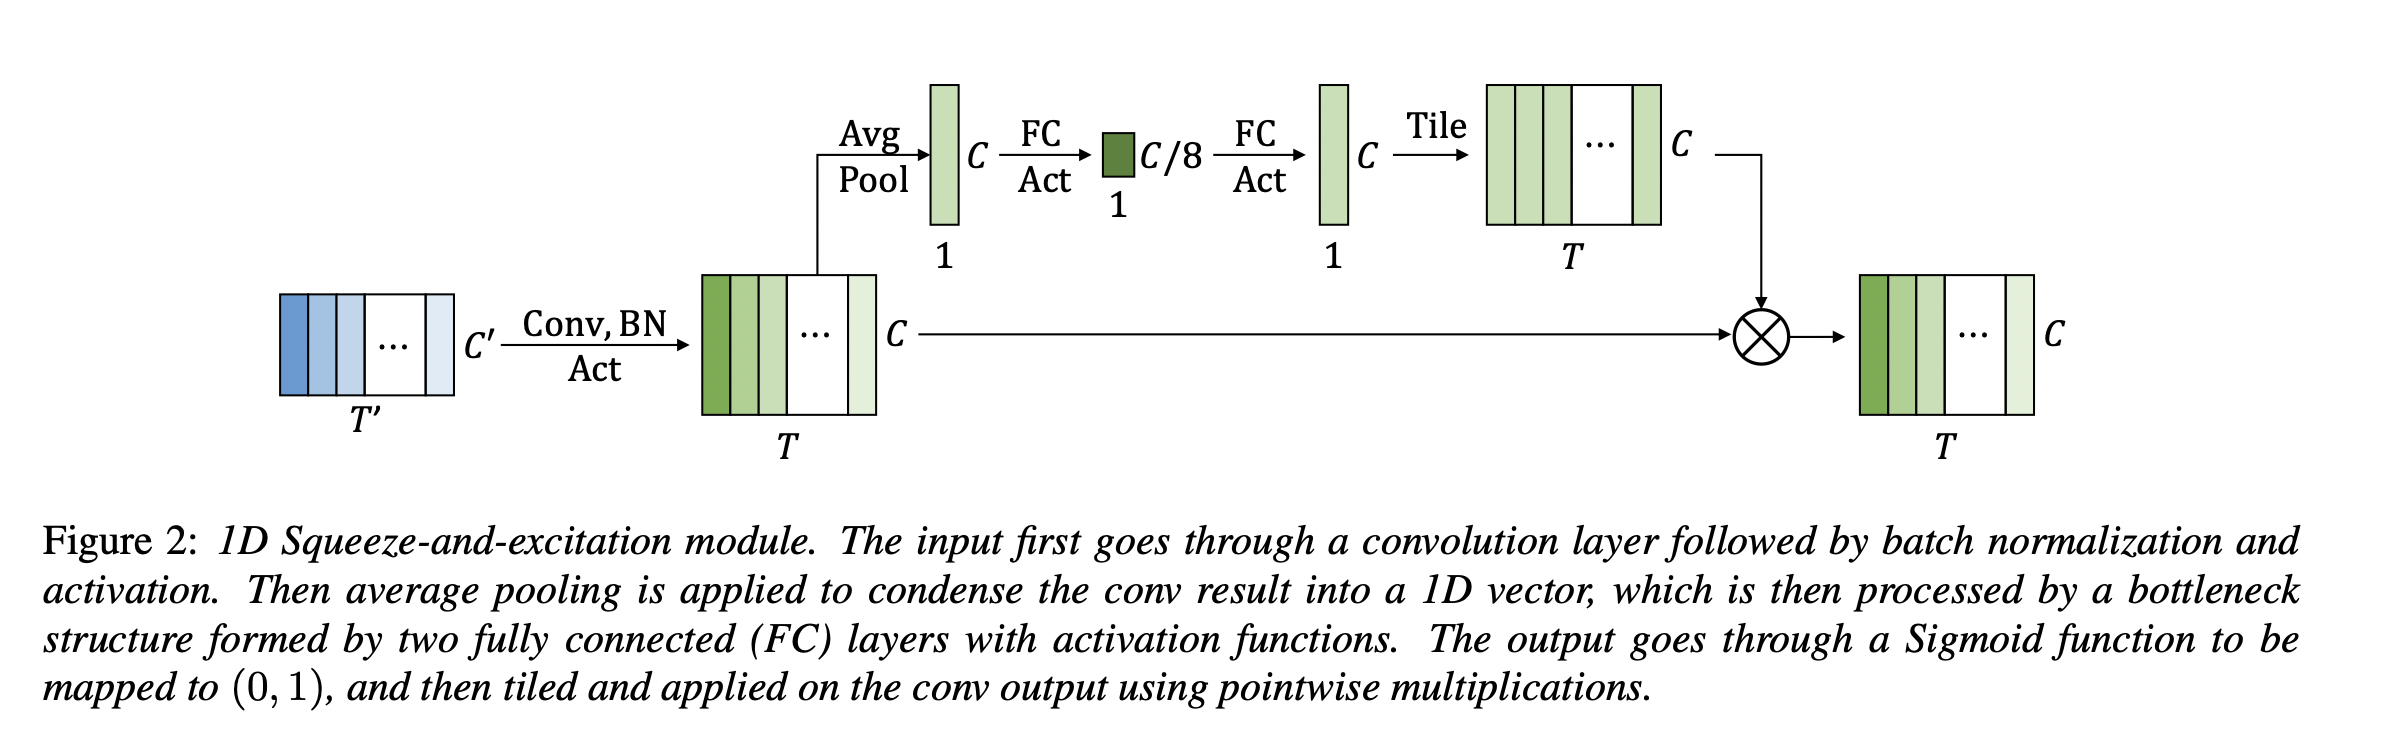 Avg
Pool
C
FC
Act
C/8
1
FC
Act
C
Tile
...
C
1
1
T
...
C′
T′
Conv, BN
Act
...
C
T
...
C
T
Figure 2: 1D Squeeze-and-excitation module. The input first goes through a convolution layer followed by batch normalization and
activation. Then average pooling is applied to condense the conv result into a 1D vector, which is then processed by a bottleneck
structure formed by two fully connected (FC) layers with activation functions. The output goes through a Sigmoid function to be
mapped to (0, 1), and then tiled and applied on the conv output using pointwise multiplications.